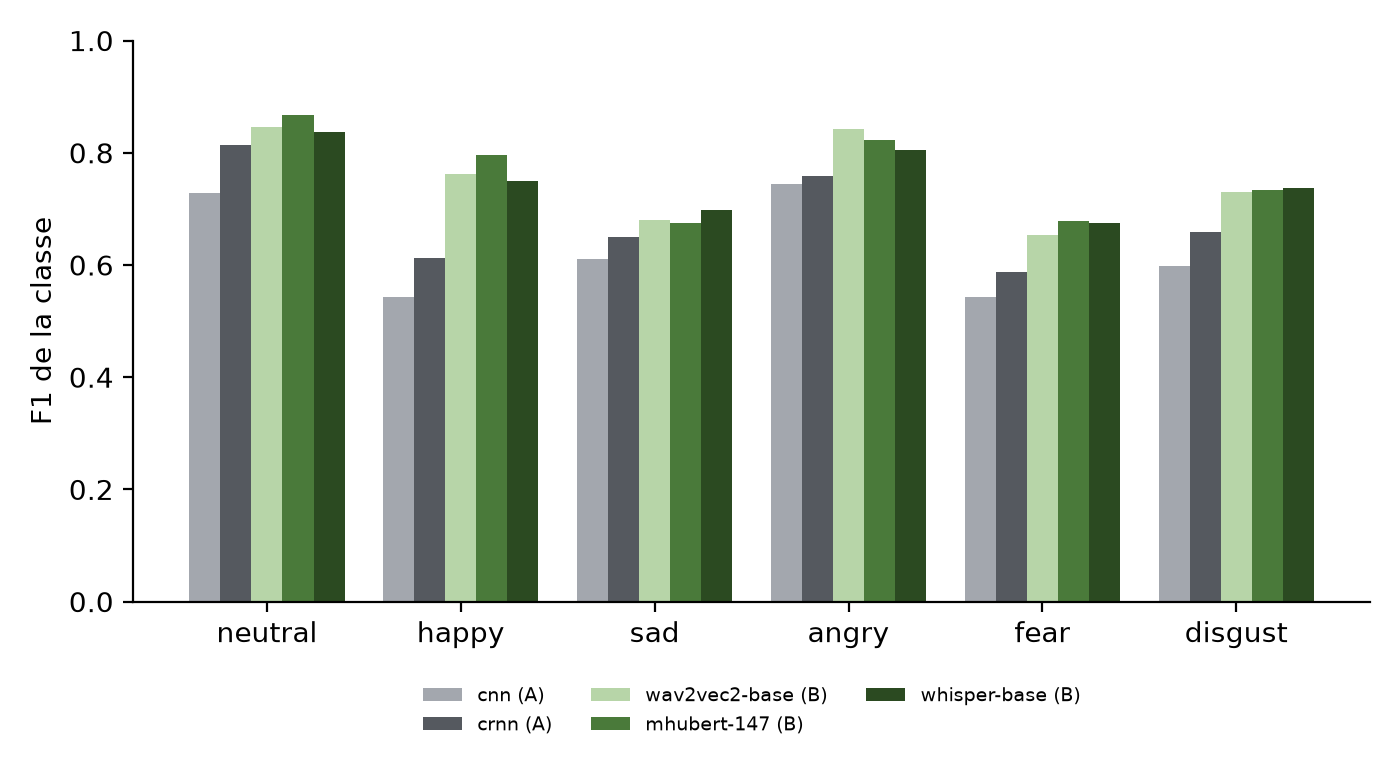 1.0
0.8
0.6
0.4
0.2
0.0
F1 de la classe
neutral happy sad angry fear disgust
cnn (A) wav2vec2-base (B) whisper-base (B)
crnn (A) mhubert-147 (B)